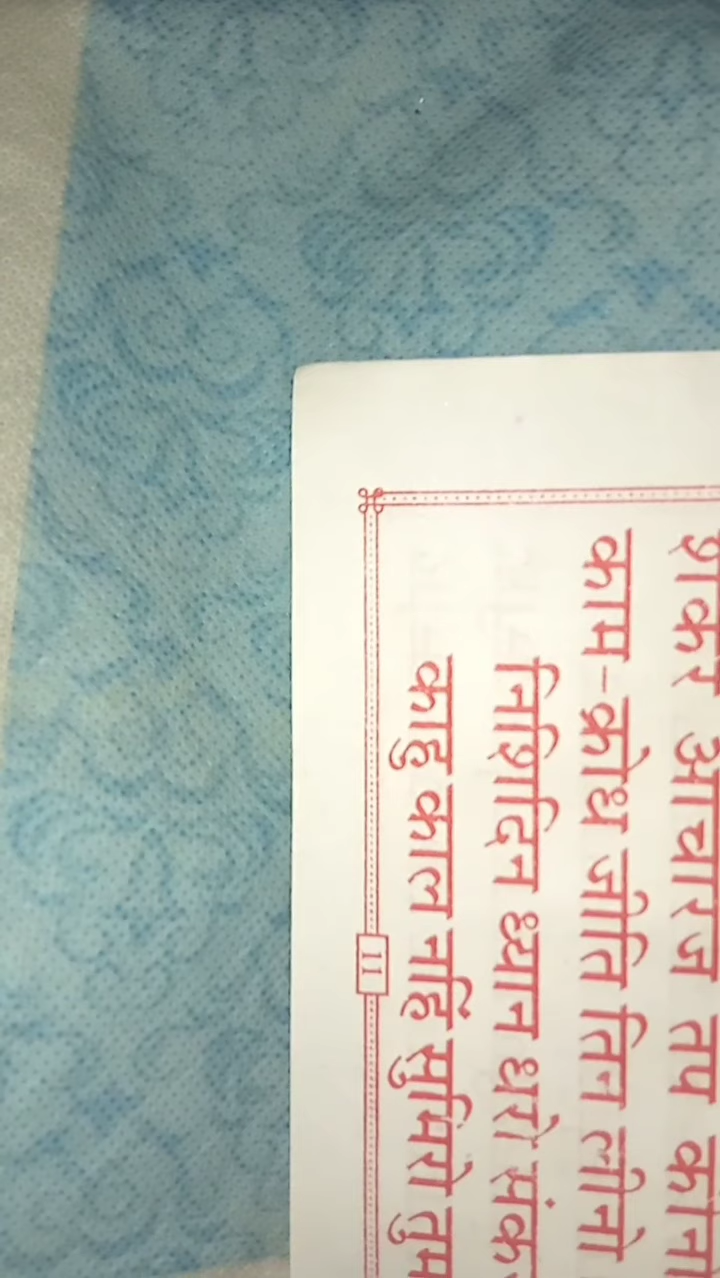 आचारज तप
काम-क्रोध जीति तिन लीनो
निशिदिन ध्यान धरो शंक
काहु काल नहिं सुमिरो तुम
11